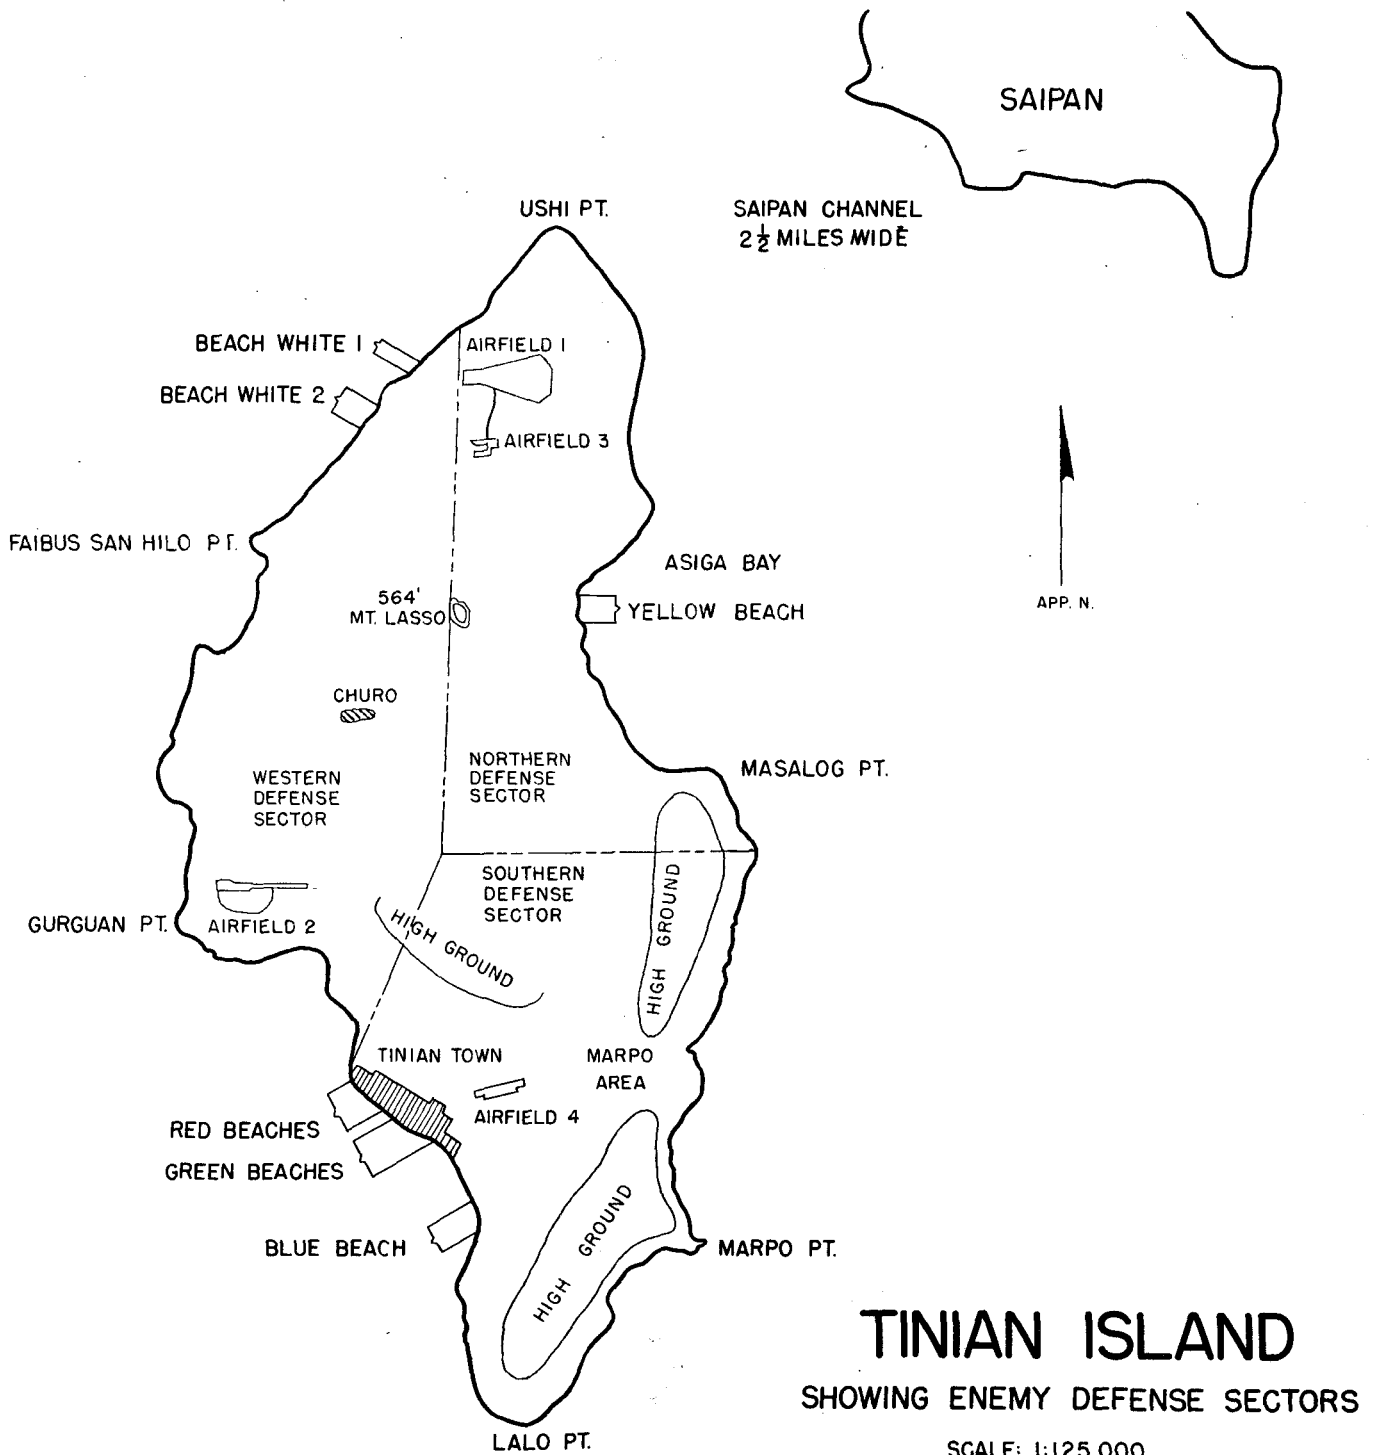 SAIPAN
USHI PT.
SAIPAN CHANNEL
2 1/2 MILES WIDE
BEACH WHITE 1
AIRFIELD 1
BEACH WHITE 2
AIRFIELD 3
FAIBUS SAN HILO PT.
ASIGA BAY
564'
MT. LASSO
YELLOW BEACH
APP. N.
CHURO
NORTHERN
DEFENSE
SECTOR
WESTERN
DEFENSE
SECTOR
MASALOG PT.
SOUTHERN
DEFENSE
SECTOR
HIGH GROUND
HIGH GROUND
GURGUAN PT.
AIRFIELD 2
TINIAN TOWN
MARPO
AREA
AIRFIELD 4
RED BEACHES
GREEN BEACHES
HIGH GROUND
BLUE BEACH
MARPO PT.
TINIAN ISLAND
SHOWING ENEMY DEFENSE SECTORS
LALO PT.
SCALE: 1:125,000